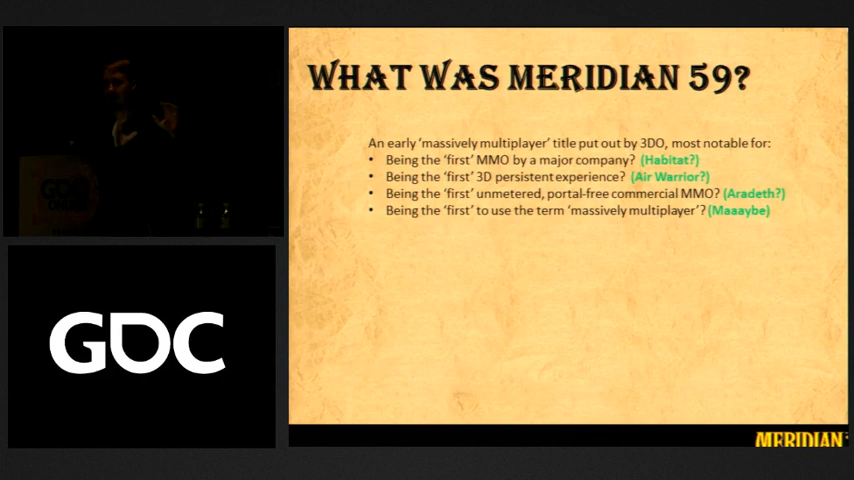 WHAT WAS MERIDIAN 59?
An early 'massively multiplayer' title put out by 3DO, most notable for:
• Being the 'first' MMO by a major company? (Habitat?)
• Being the 'first' 3D persistent experience? (Air Warrior?)
• Being the 'first' unmetered, portal-free commercial MMO? (Aradeth?)
• Being the 'first' to use the term 'massively multiplayer'? (Maaaybe)
GDC
GDC
MERIDIAN